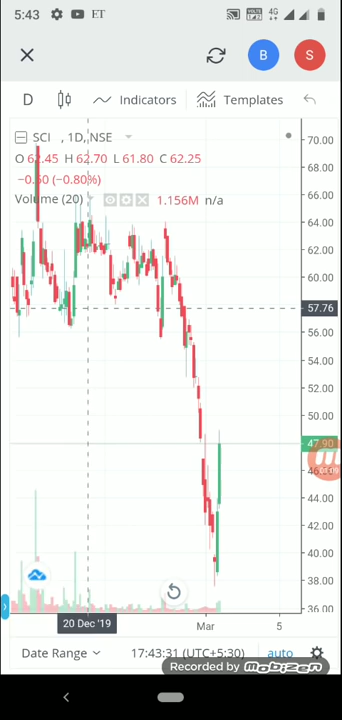 5:43 ET 4G
B S
D Indicators Templates
SCI , 1D, NSE
O 62.45 H 62.70 L 61.80 C 62.25
−0.50 (−0.80%)
Volume (20) 1.156M n/a
70.00
68.00
66.00
64.00
62.00
60.00
57.76
56.00
54.00
52.00
50.00
47.90
46.00
44.00
42.00
40.00
38.00
36.00
20 Dec '19 Mar 5
Date Range 17:43:31 (UTC+5:30) auto
Recorded by mobizen